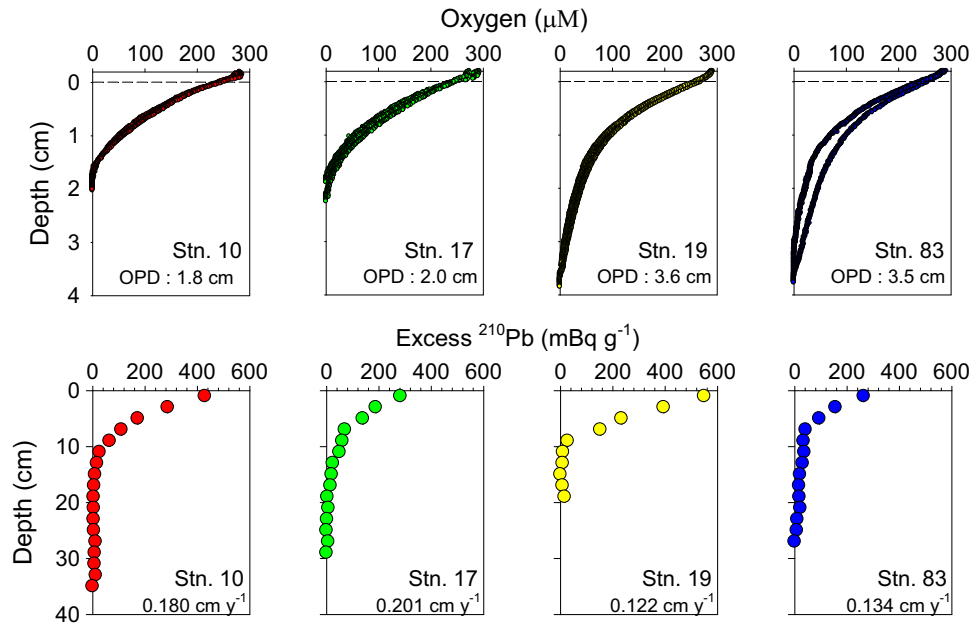 Oxygen (μM)
0 100 200 300 0 100 200 300 0 100 200 300 0 100 200 300
0
1
2
3
4
Depth (cm)
Stn. 10
OPD : 1.8 cm
Stn. 17
OPD : 2.0 cm
Stn. 19
OPD : 3.6 cm
Stn. 83
OPD : 3.5 cm
Excess ²¹⁰Pb (mBq g⁻¹)
0 200 400 600 0 200 400 600 0 200 400 600 0 200 400 600
0
10
20
30
40
Depth (cm)
Stn. 10
0.180 cm y⁻¹
Stn. 17
0.201 cm y⁻¹
Stn. 19
0.122 cm y⁻¹
Stn. 83
0.134 cm y⁻¹